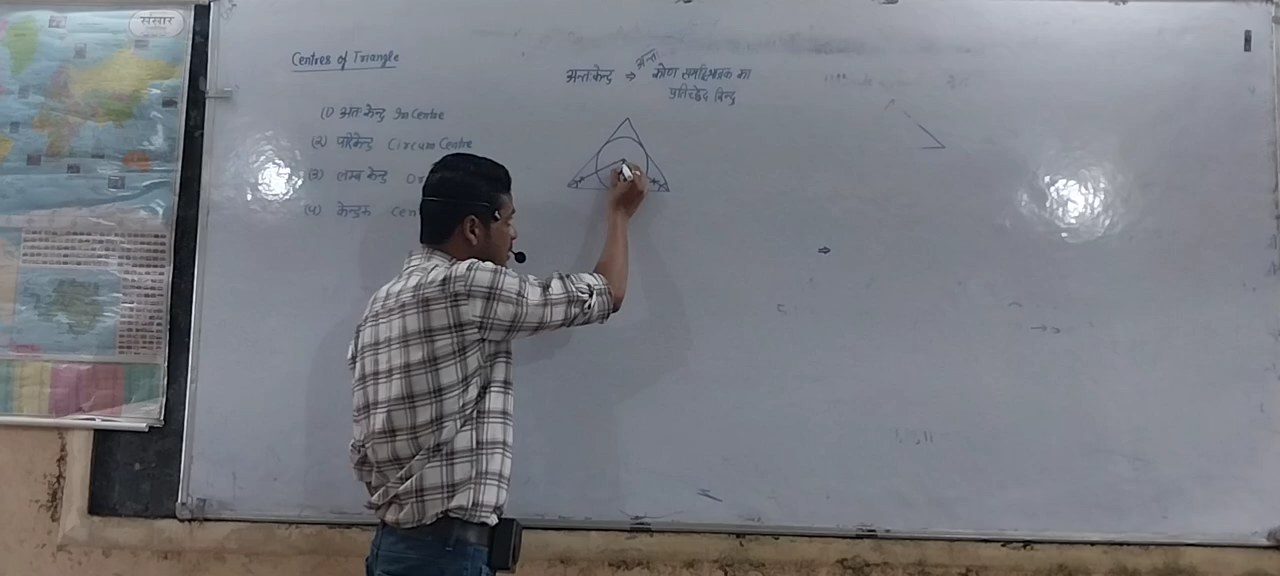 संसार
Centres of Triangle
(1) अतः केन्द्र In Centre
(2) परिकेन्द्र Circum Centre
(3) लम्ब केन्द्र
(4) केन्द्रक Cen
अन्तः
अन्तः केन्द्र ⇒ कोण समद्विभाजक का
प्रतिच्छेद बिन्दु